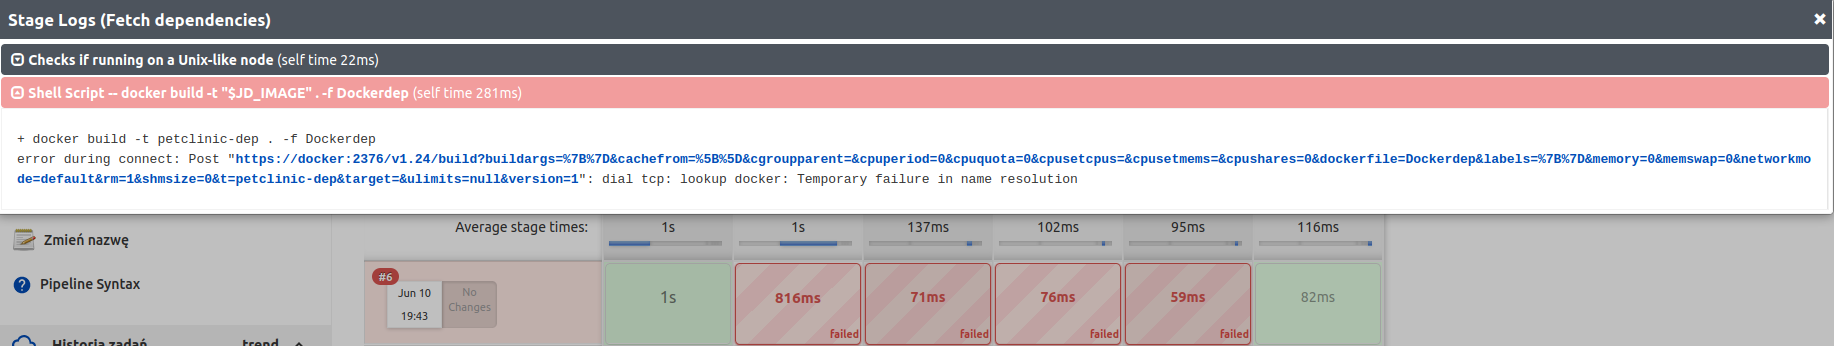 Stage Logs (Fetch dependencies)
Checks if running on a Unix-like node (self time 22ms)
Shell Script -- docker build -t "$JD_IMAGE" . -f Dockerdep (self time 281ms)
+ docker build -t petclinic-dep . -f Dockerdep
error during connect: Post "https://docker:2376/v1.24/build?buildargs=%7B%7D&cachefrom=%5B%5D&cgroupparent=&cpuperiod=0&cpuquota=0&cpusetcpus=&cpusetmems=&cpushares=0&dockerfile=Dockerdep&labels=%7B%7D&memory=0&memswap=0&networkmo
de=default&rm=1&shmsize=0&t=petclinic-dep&target=&ulimits=null&version=1": dial tcp: lookup docker: Temporary failure in name resolution
Zmień nazwę
Pipeline Syntax
Historia zadań trend
Average stage times: 1s 1s 137ms 102ms 95ms 116ms
#6
Jun 10
19:43
No
Changes
1s
816ms
failed
71ms
failed
76ms
failed
59ms
failed
82ms